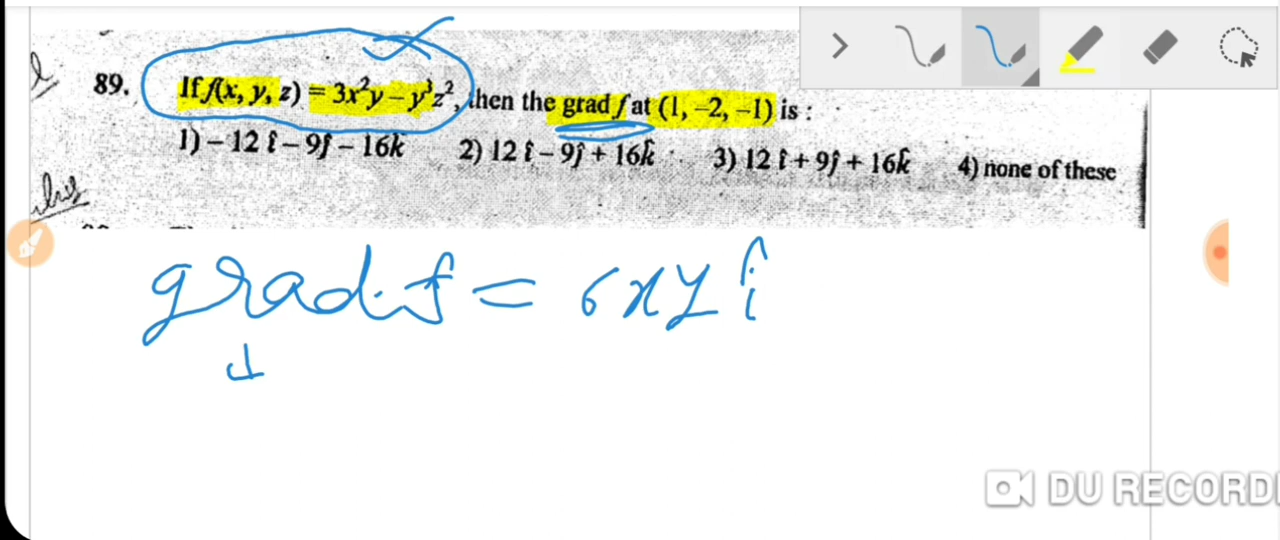 89. If f(x, y, z) = 3x²y – y³z², then the grad f at (1, –2, –1) is :
1) – 12 î – 9ĵ – 16k̂ 2) 12 î – 9ĵ + 16k̂ 3) 12 î + 9ĵ + 16k̂ 4) none of these
grad f = 6xy î
DU RECORD